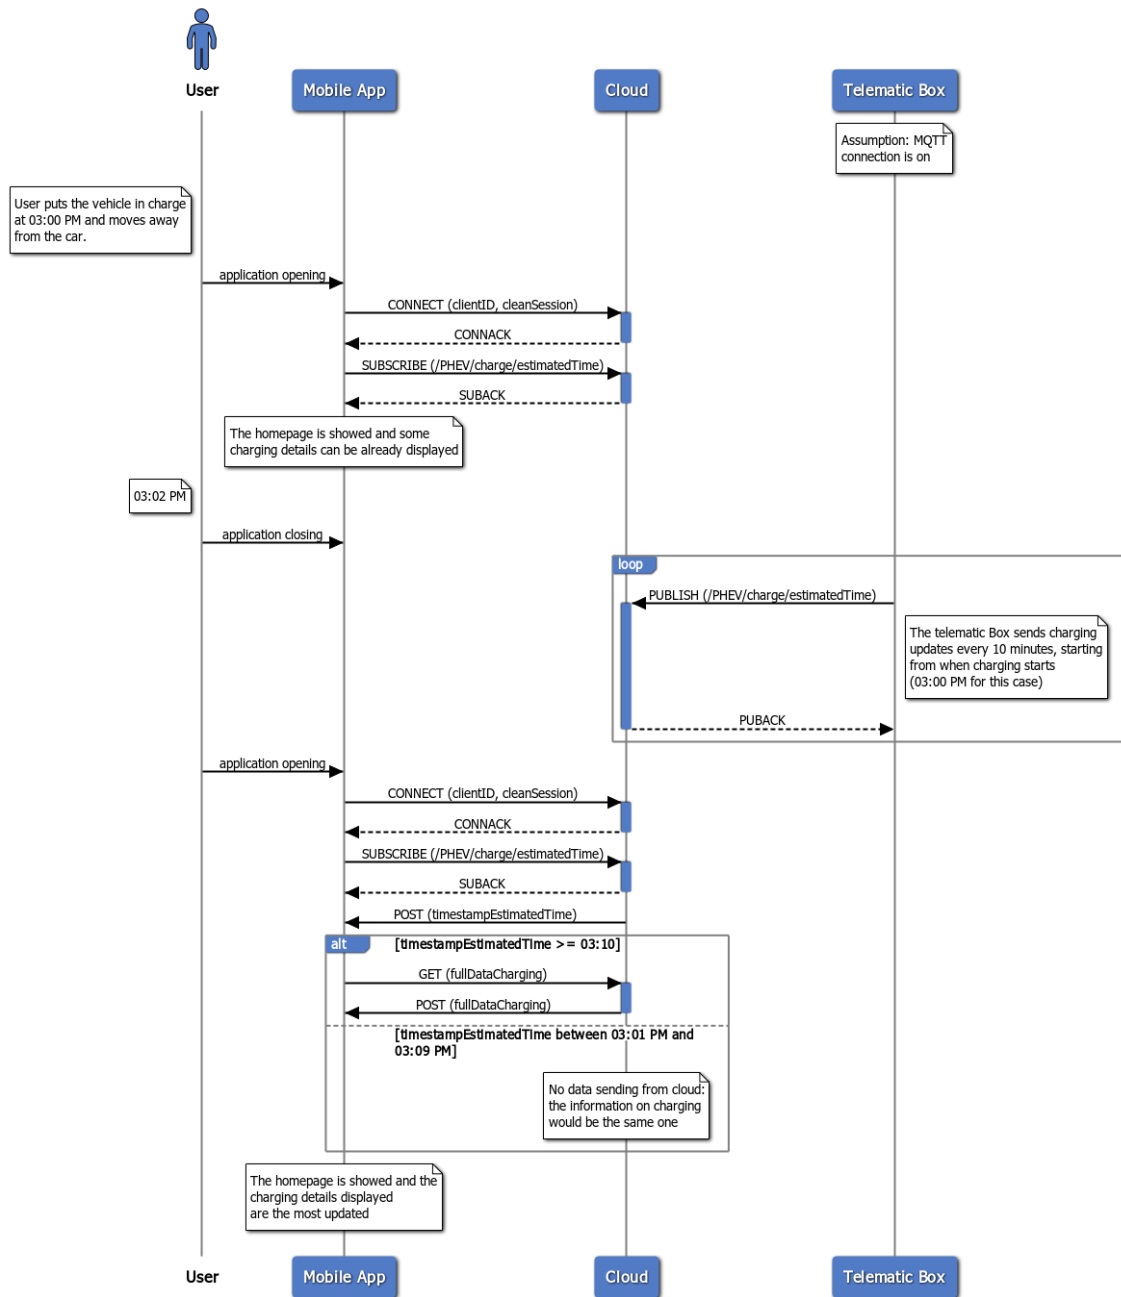 User
Mobile App
Cloud
Telematic Box
Assumption: MQTT
connection is on
User puts the vehicle in charge
at 03:00 PM and moves away
from the car.
application opening
CONNECT (clientID, cleanSession)
CONNACK
SUBSCRIBE (/PHEV/charge/estimatedTime)
SUBACK
The homepage is showed and some
charging details can be already displayed
03:02 PM
application closing
loop
PUBLISH (/PHEV/charge/estimatedTime)
The telematic Box sends charging
updates every 10 minutes, starting
from when charging starts
(03:00 PM for this case)
PUBACK
application opening
CONNECT (clientID, cleanSession)
CONNACK
SUBSCRIBE (/PHEV/charge/estimatedTime)
SUBACK
POST (timestampEstimatedTime)
alt
[timestampEstimatedTime >= 03:10]
GET (fullDataCharging)
POST (fullDataCharging)
[timestampEstimatedTime between 03:01 PM and
03:09 PM]
No data sending from cloud:
the information on charging
would be the same one
The homepage is showed and the
charging details displayed
are the most updated
User
Mobile App
Cloud
Telematic Box